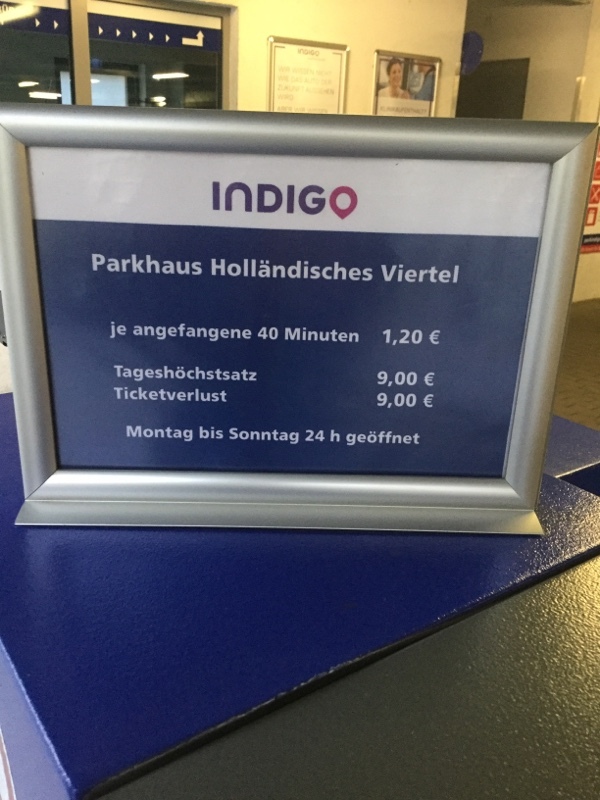 INDIGO
INDIGO
Parkhaus Holländisches Viertel
je angefangene 40 Minuten 1,20 €
Tageshöchstsatz 9,00 €
Ticketverlust 9,00 €
Montag bis Sonntag 24 h geöffnet